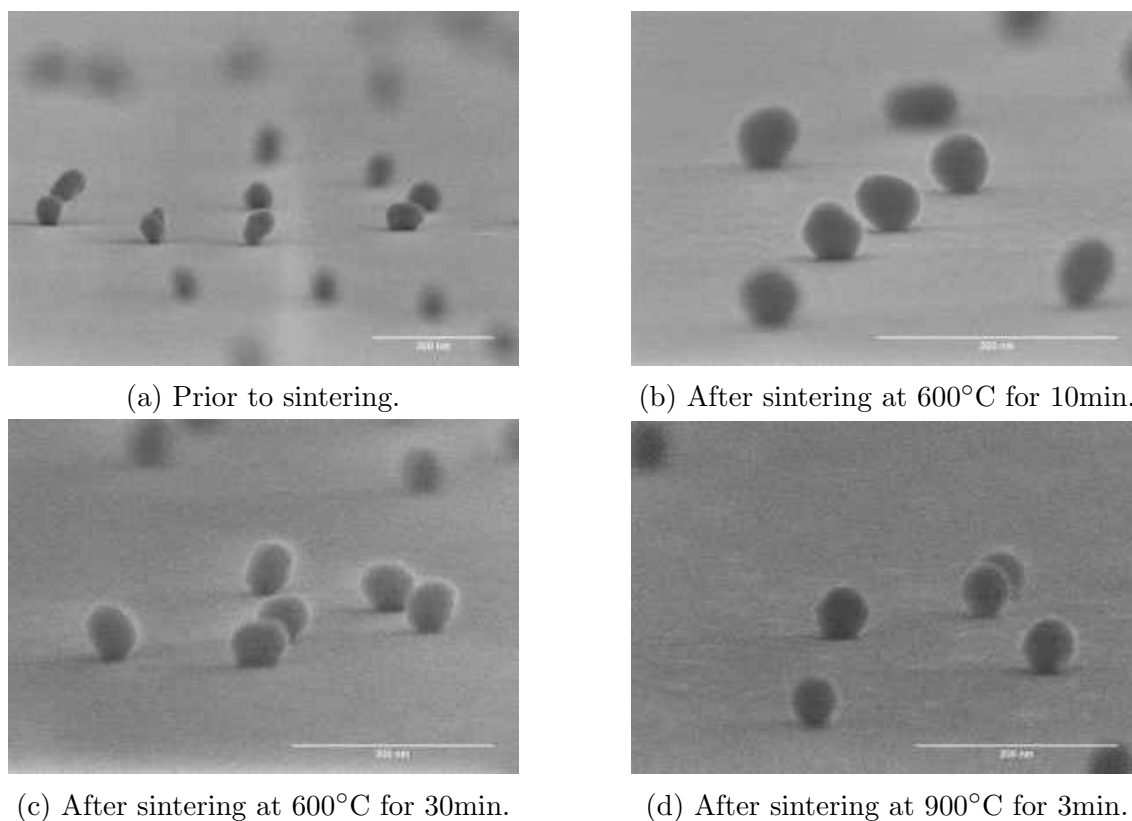 (a) Prior to sintering.
(b) After sintering at 600°C for 10min.
(c) After sintering at 600°C for 30min.
(d) After sintering at 900°C for 3min.